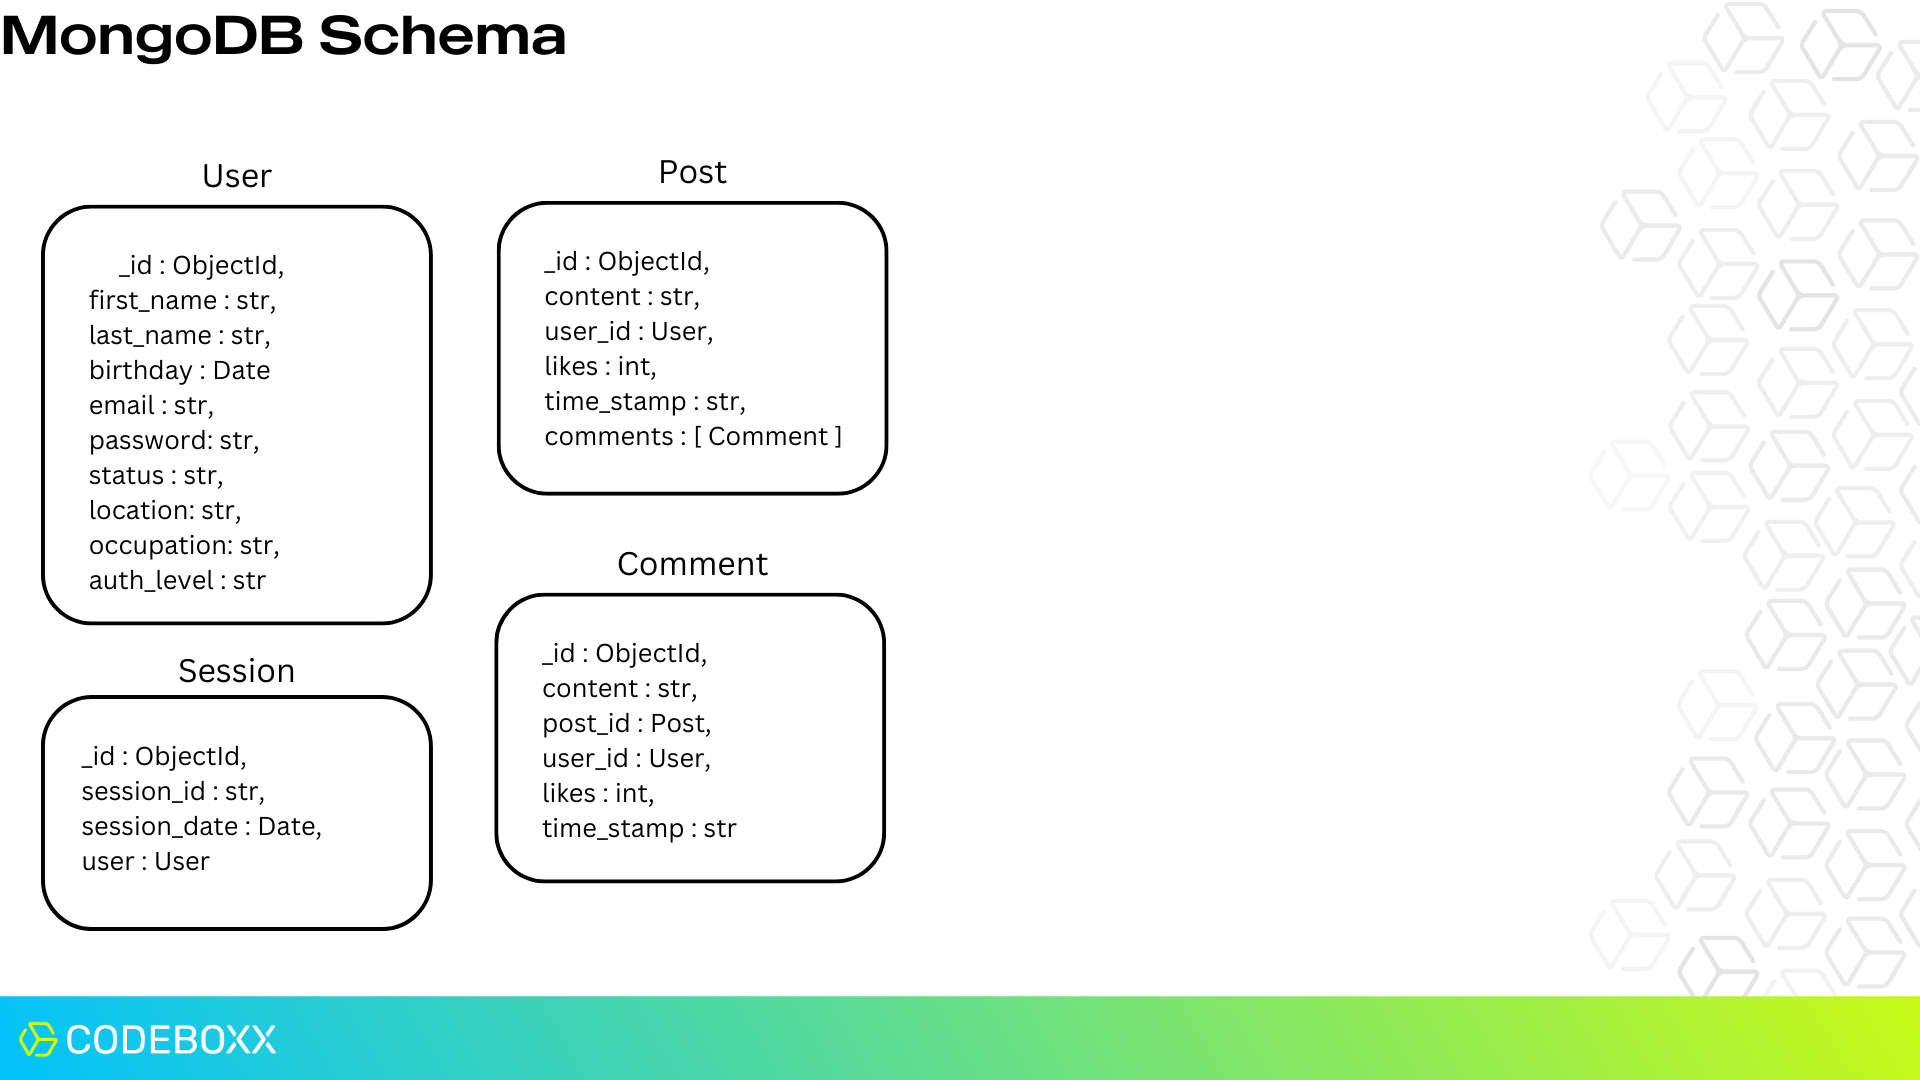 MongoDB Schema
User
_id : ObjectId,
first_name : str,
last_name : str,
birthday : Date
email : str,
password: str,
status : str,
location: str,
occupation: str,
auth_level : str
Session
_id : ObjectId,
session_id : str,
session_date : Date,
user : User
Post
_id : ObjectId,
content : str,
user_id : User,
likes : int,
time_stamp : str,
comments : [ Comment ]
Comment
_id : ObjectId,
content : str,
post_id : Post,
user_id : User,
likes : int,
time_stamp : str
CODEBOXX